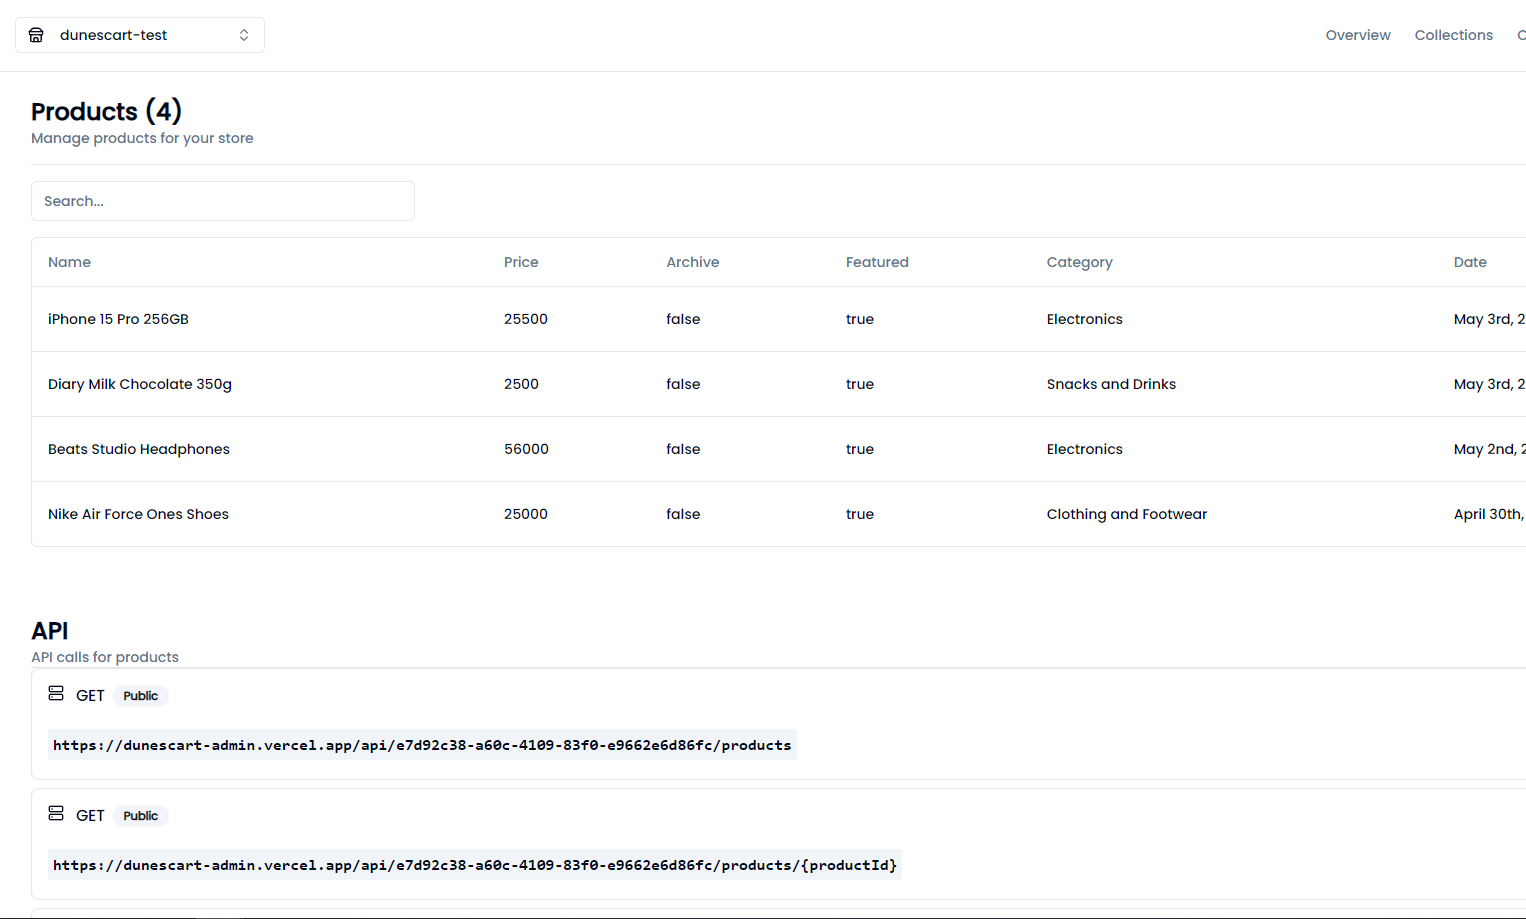 dunescart-test
Overview Collections
Products (4)
Manage products for your store
Search...
Name Price Archive Featured Category Date
iPhone 15 Pro 256GB 25500 false true Electronics May 3rd, 2
Diary Milk Chocolate 350g 2500 false true Snacks and Drinks May 3rd, 2
Beats Studio Headphones 56000 false true Electronics May 2nd, 2
Nike Air Force Ones Shoes 25000 false true Clothing and Footwear April 30th,
API
API calls for products
GET Public
https://dunescart-admin.vercel.app/api/e7d92c38-a60c-4109-83f0-e9662e6d86fc/products
GET Public
https://dunescart-admin.vercel.app/api/e7d92c38-a60c-4109-83f0-e9662e6d86fc/products/{productId}